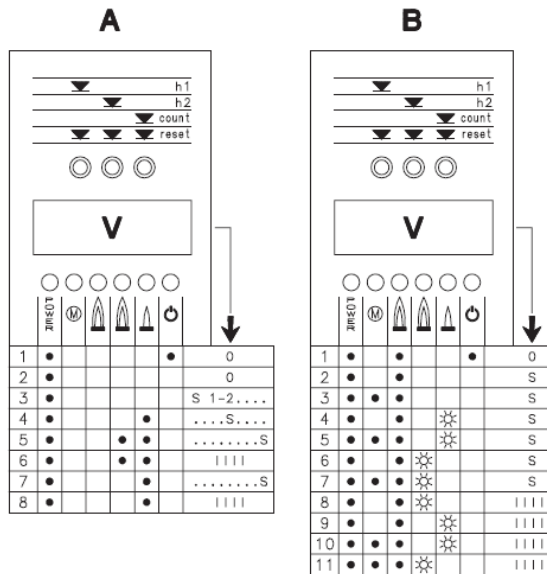 A B
h1 h1
h2 h2
count count
reset reset
V V
POWER M POWER M
1 0 1 0
2 0 2 S
3 S 1-2.... 3 S
4 ....S.... 4 S
5 ........S 5 S
6 IIII 6 S
7 ........S 7 S
8 IIII 8 IIII
9 IIII
10 IIII
11 IIII